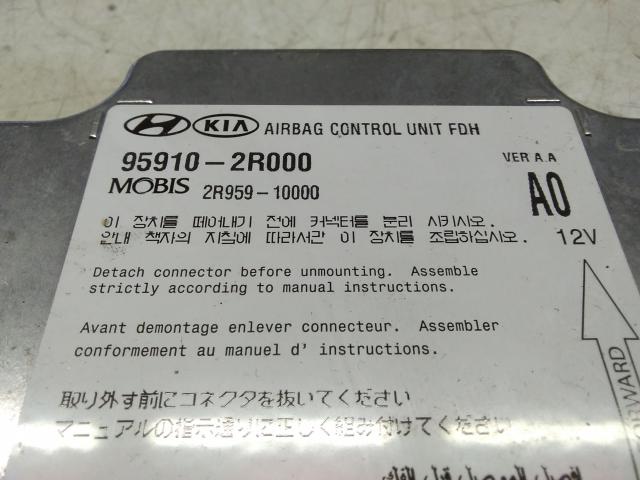 KIA AIRBAG CONTROL UNIT FDH
95910-2R000 VER A.A
MOBIS 2R959-10000 A0
이 장치를 떼어내기 전에 커넥터를 분리 시키시오.
안내 책자의 지침에 따라서만 이 장치를 조립하십시오. 12V
Detach connector before unmounting. Assemble
strictly according to manual instructions.
Avant demontage enlever connecteur. Assembler
conformement au manuel d' instructions.
取り外す前にコネクタを抜いてください
マニュアルの指示通りに正しく組み付けてください
FORWARD